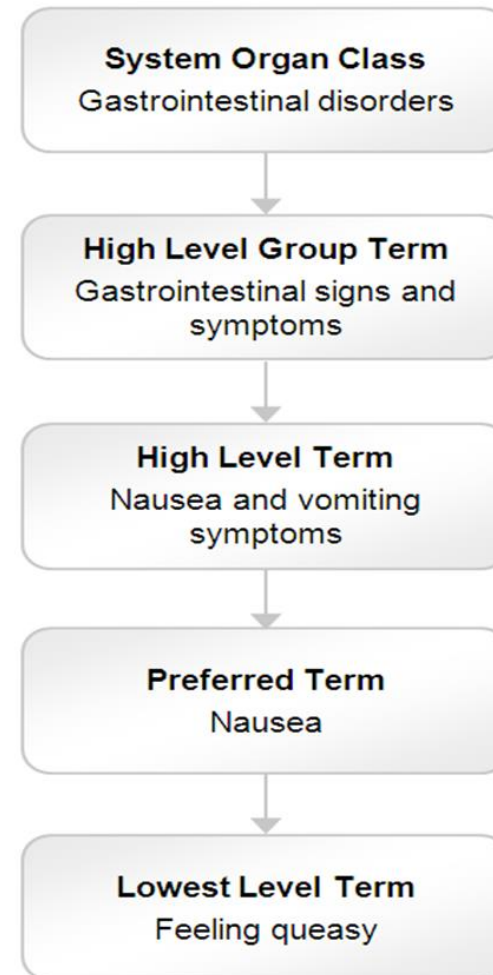 System Organ Class
Gastrointestinal disorders
High Level Group Term
Gastrointestinal signs and
symptoms
High Level Term
Nausea and vomiting
symptoms
Preferred Term
Nausea
Lowest Level Term
Feeling queasy